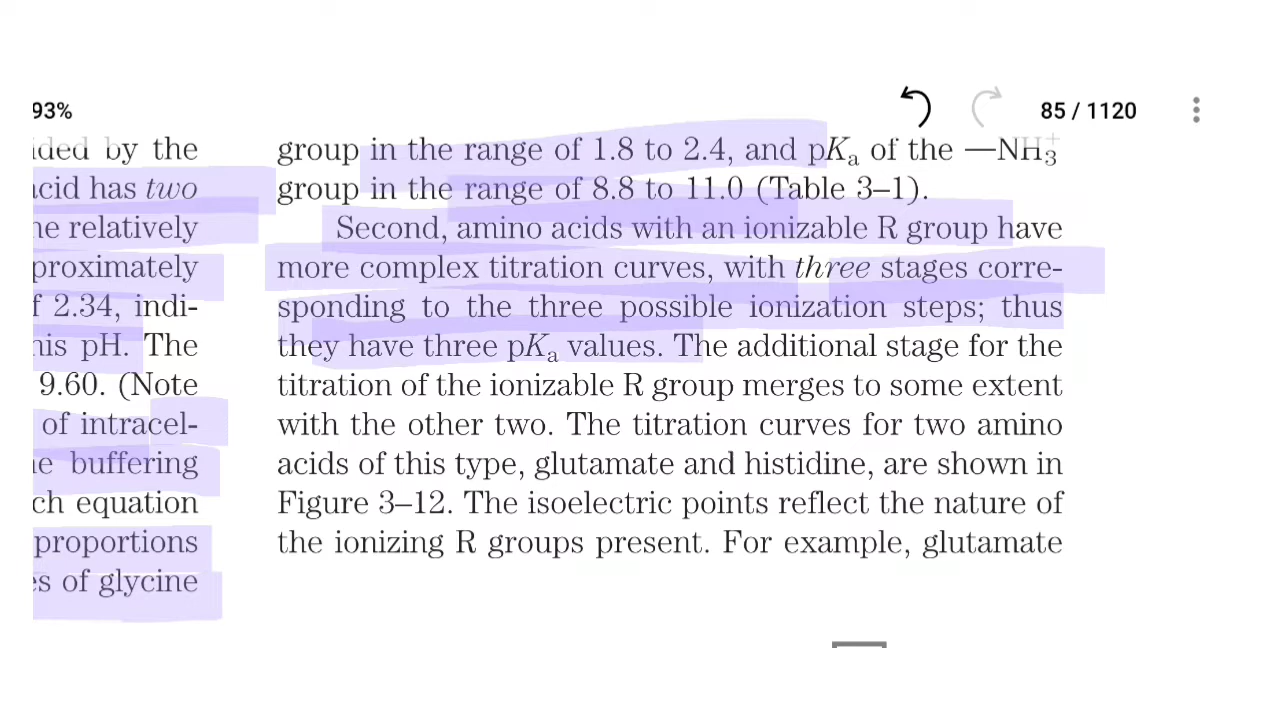 93%
85 / 1120
by the
acid has two
relatively
proximately
f 2.34, indi-
his pH. The
9.60. (Note
of intracel-
buffering
ch equation
proportions
es of glycine
group in the range of 1.8 to 2.4, and pKa of the —NH3+
group in the range of 8.8 to 11.0 (Table 3–1).
Second, amino acids with an ionizable R group have
more complex titration curves, with three stages corre-
sponding to the three possible ionization steps; thus
they have three pKa values. The additional stage for the
titration of the ionizable R group merges to some extent
with the other two. The titration curves for two amino
acids of this type, glutamate and histidine, are shown in
Figure 3–12. The isoelectric points reflect the nature of
the ionizing R groups present. For example, glutamate